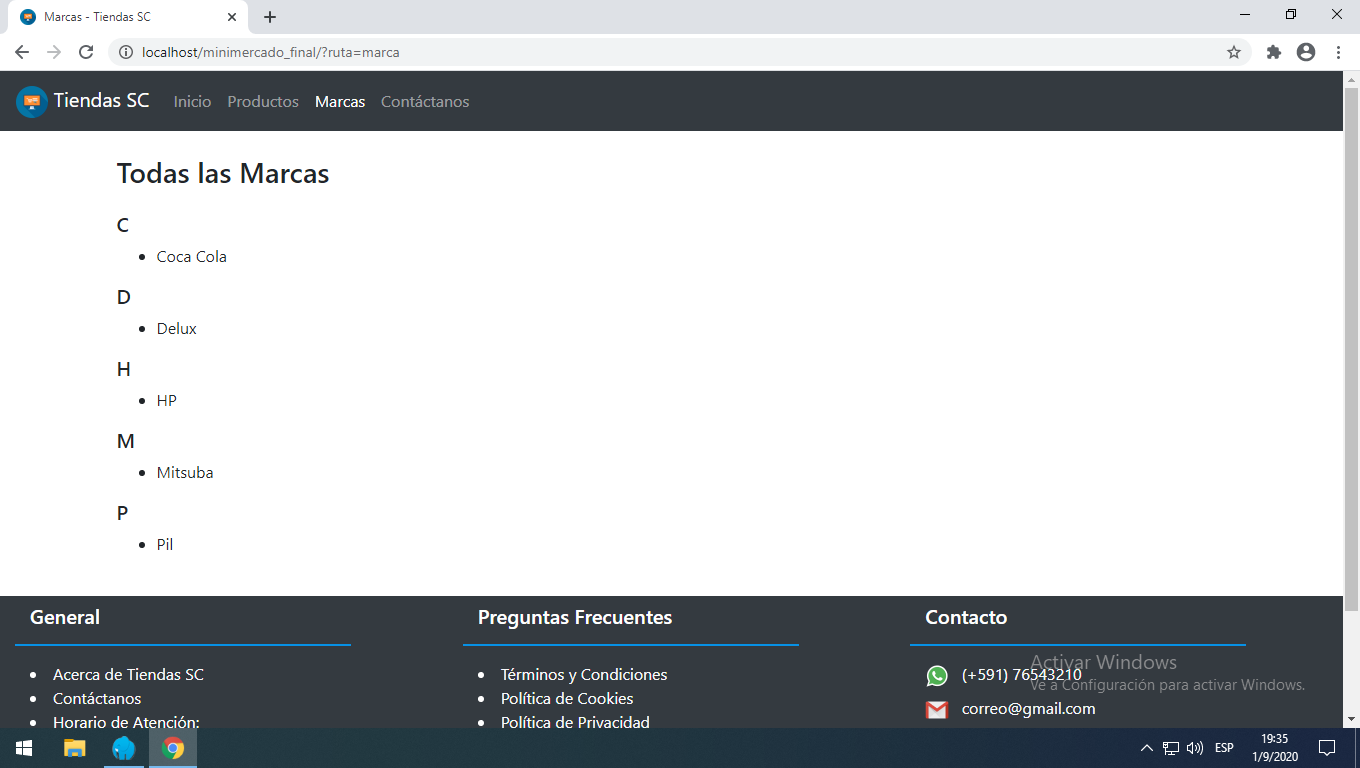 Marcas - Tiendas SC
localhost/minimercado_final/?ruta=marca
Tiendas SC Inicio Productos Marcas Contáctanos
Todas las Marcas
C
Coca Cola
D
Delux
H
HP
M
Mitsuba
P
Pil
General
Acerca de Tiendas SC
Contáctanos
Horario de Atención:
Preguntas Frecuentes
Términos y Condiciones
Política de Cookies
Política de Privacidad
Contacto
(+591) 76543210
correo@gmail.com
Activar Windows
Ve a Configuración para activar Windows.
ESP
19:35
1/9/2020